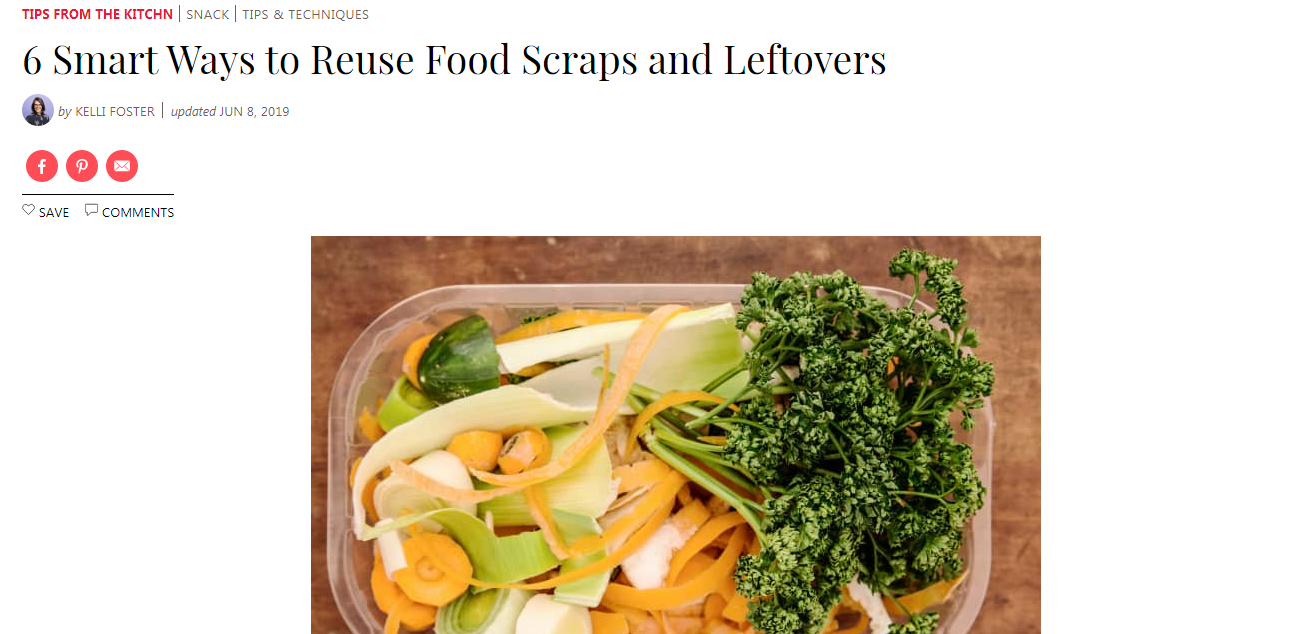 TIPS FROM THE KITCHN | SNACK | TIPS & TECHNIQUES
6 Smart Ways to Reuse Food Scraps and Leftovers
by KELLI FOSTER | updated JUN 8, 2019
SAVE COMMENTS